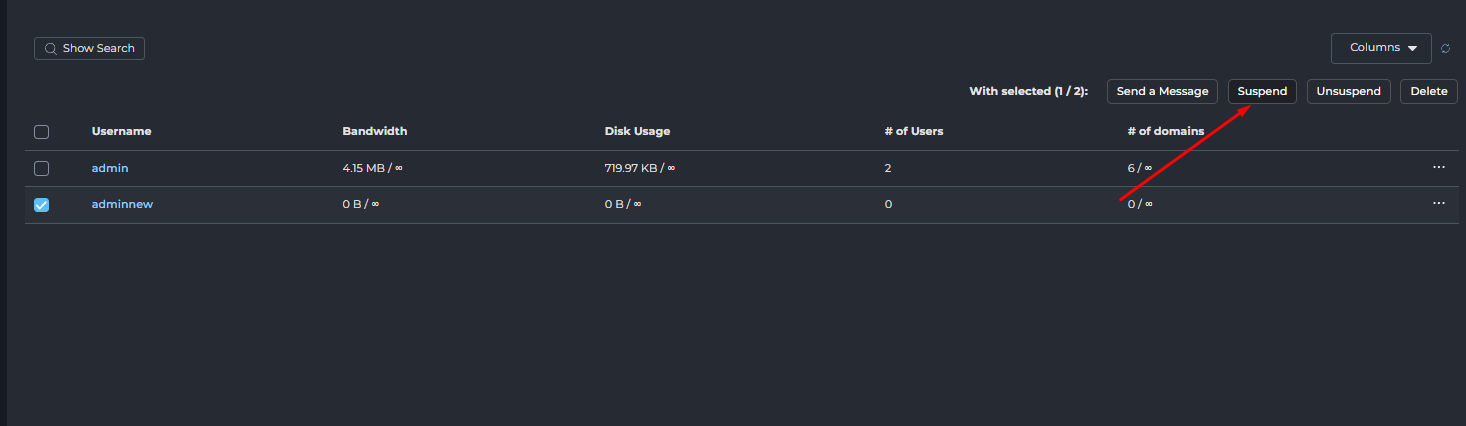 Show Search
Columns
With selected (1 / 2): Send a Message Suspend Unsuspend Delete
Username Bandwidth Disk Usage # of Users # of domains
admin 4.15 MB / ∞ 719.97 KB / ∞ 2 6 / ∞ ...
adminnew 0 B / ∞ 0 B / ∞ 0 0 / ∞ ...